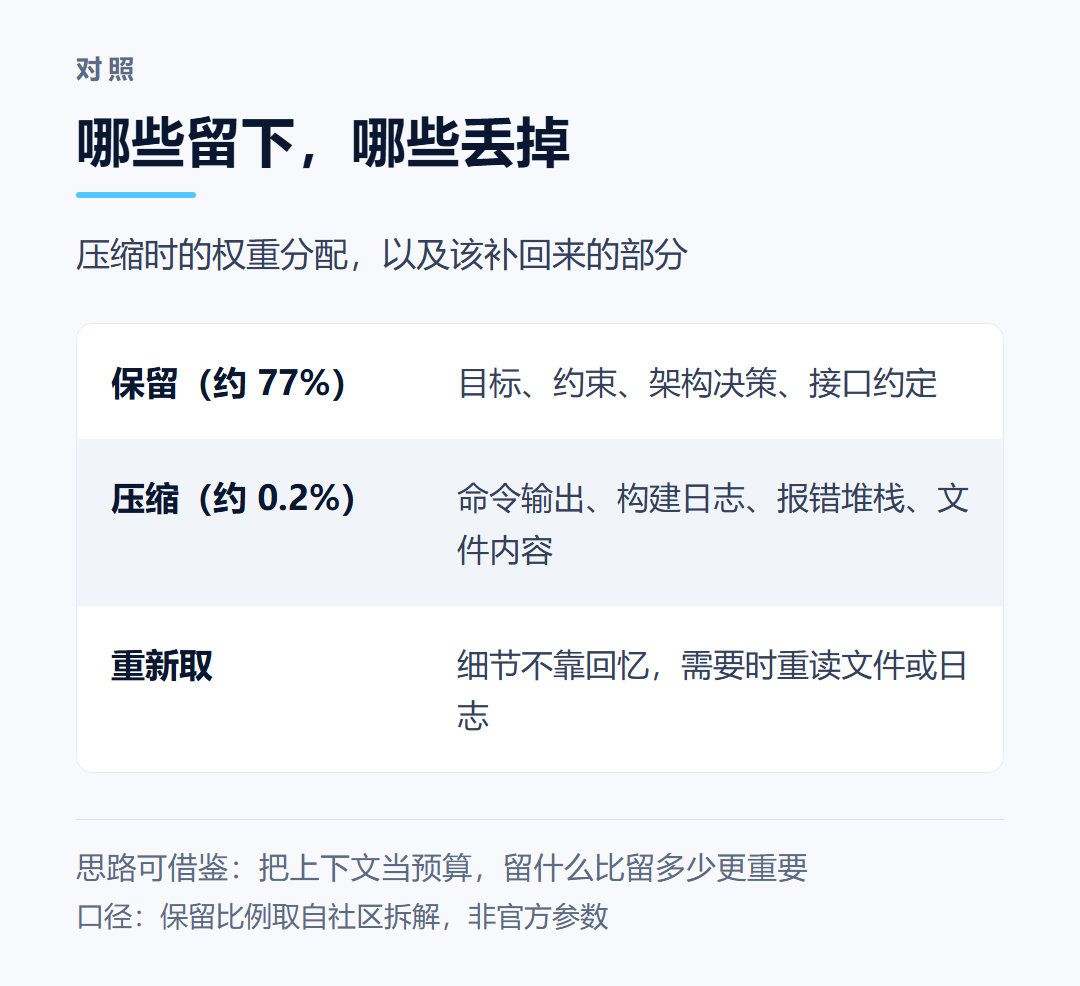 对照
哪些留下，哪些丢掉
压缩时的权重分配，以及该补回来的部分
保留（约 77%）
目标、约束、架构决策、接口约定
压缩（约 0.2%）
命令输出、构建日志、报错堆栈、文
件内容
重新取
细节不靠回忆，需要时重读文件或日
志
思路可借鉴：把上下文当预算，留什么比留多少更重要
口径：保留比例取自社区拆解，非官方参数